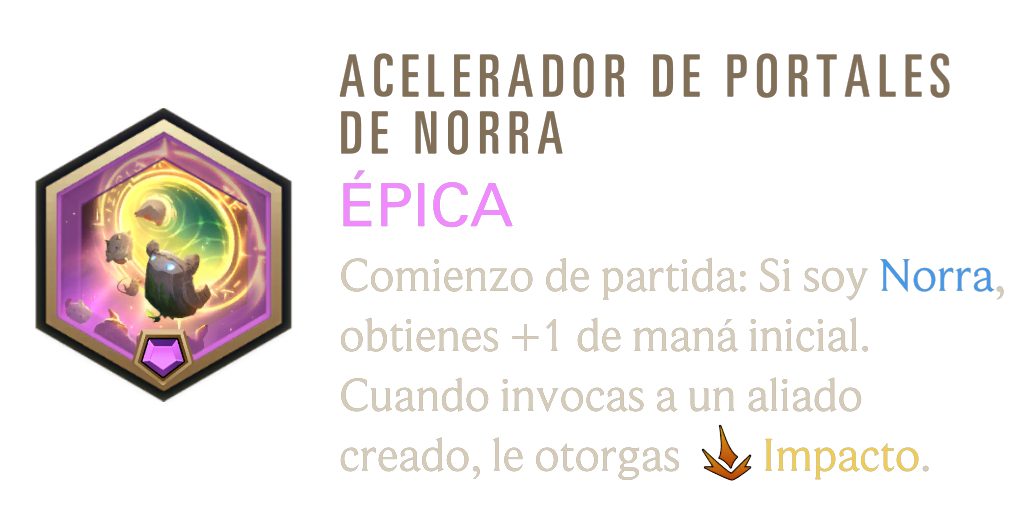 ACELERADOR DE PORTALES
DE NORRA
ÉPICA
Comienzo de partida: Si soy Norra,
obtienes +1 de maná inicial.
Cuando invocas a un aliado
creado, le otorgas Impacto.